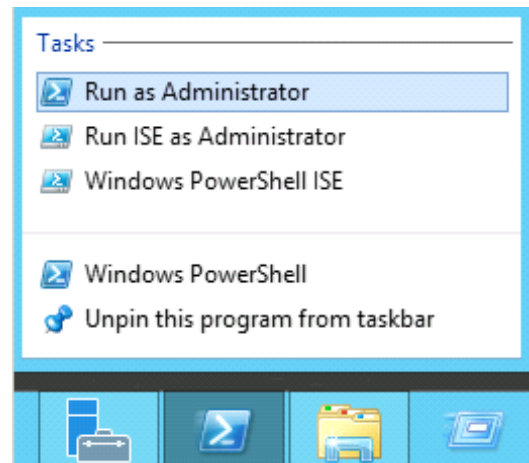 Tasks
Run as Administrator
Run ISE as Administrator
Windows PowerShell ISE
Windows PowerShell
Unpin this program from taskbar